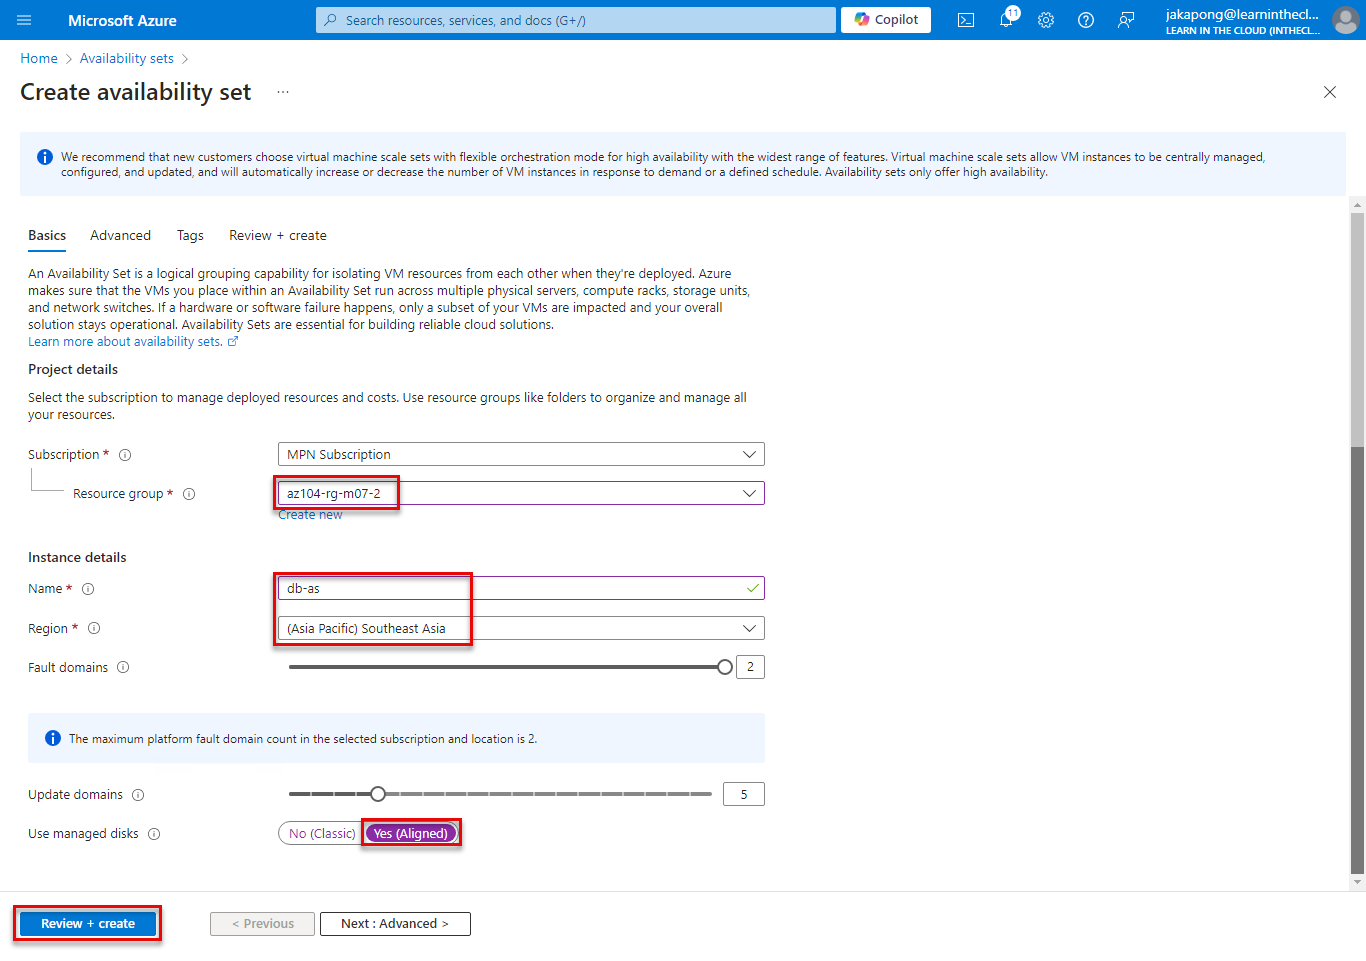 Microsoft Azure
Search resources, services, and docs (G+/)
Copilot
11
jakapong@learninthecl...
LEARN IN THE CLOUD (INTHECL...
Home > Availability sets >
Create availability set ...
We recommend that new customers choose virtual machine scale sets with flexible orchestration mode for high availability with the widest range of features. Virtual machine scale sets allow VM instances to be centrally managed,
configured, and updated, and will automatically increase or decrease the number of VM instances in response to demand or a defined schedule. Availability sets only offer high availability.
Basics Advanced Tags Review + create
An Availability Set is a logical grouping capability for isolating VM resources from each other when they're deployed. Azure
makes sure that the VMs you place within an Availability Set run across multiple physical servers, compute racks, storage units,
and network switches. If a hardware or software failure happens, only a subset of your VMs are impacted and your overall
solution stays operational. Availability Sets are essential for building reliable cloud solutions.
Learn more about availability sets.
Project details
Select the subscription to manage deployed resources and costs. Use resource groups like folders to organize and manage all
your resources.
Subscription * MPN Subscription
Resource group * az104-rg-m07-2
Create new
Instance details
Name * db-as
Region * (Asia Pacific) Southeast Asia
Fault domains 2
The maximum platform fault domain count in the selected subscription and location is 2.
Update domains 5
Use managed disks No (Classic) Yes (Aligned)
Review + create < Previous Next : Advanced >